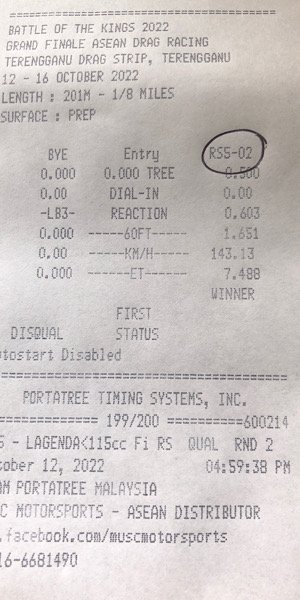 ===============================
BATTLE OF THE KINGS 2022
GRAND FINALE ASEAN DRAG RACING
TERENGGANU DRAG STRIP, TERENGGANU
12 - 16 OCTOBER 2022
LENGTH : 201M - 1/8 MILES
SURFACE : PREP
BYE Entry RS5-02
0.000 0.000 TREE 0.500
0.00 DIAL-IN 0.00
-LB3- REACTION 0.603
0.000 -----60FT----- 1.651
0.00 -----KM/H----- 143.13
0.000 ------ET------ 7.488
WINNER
FIRST
DISQUAL STATUS
utostart Disabled
===============================
PORTATREE TIMING SYSTEMS, INC.
========== 199/200 ==========600214
S - LAGENDA<115cc Fi RS QUAL RND 2
tober 12, 2022 04:59:38 PM
AM PORTATREE MALAYSIA
C MOTORSPORTS - ASEAN DISTRIBUTOR
.facebook.com/muscmotorsports
16-6681490